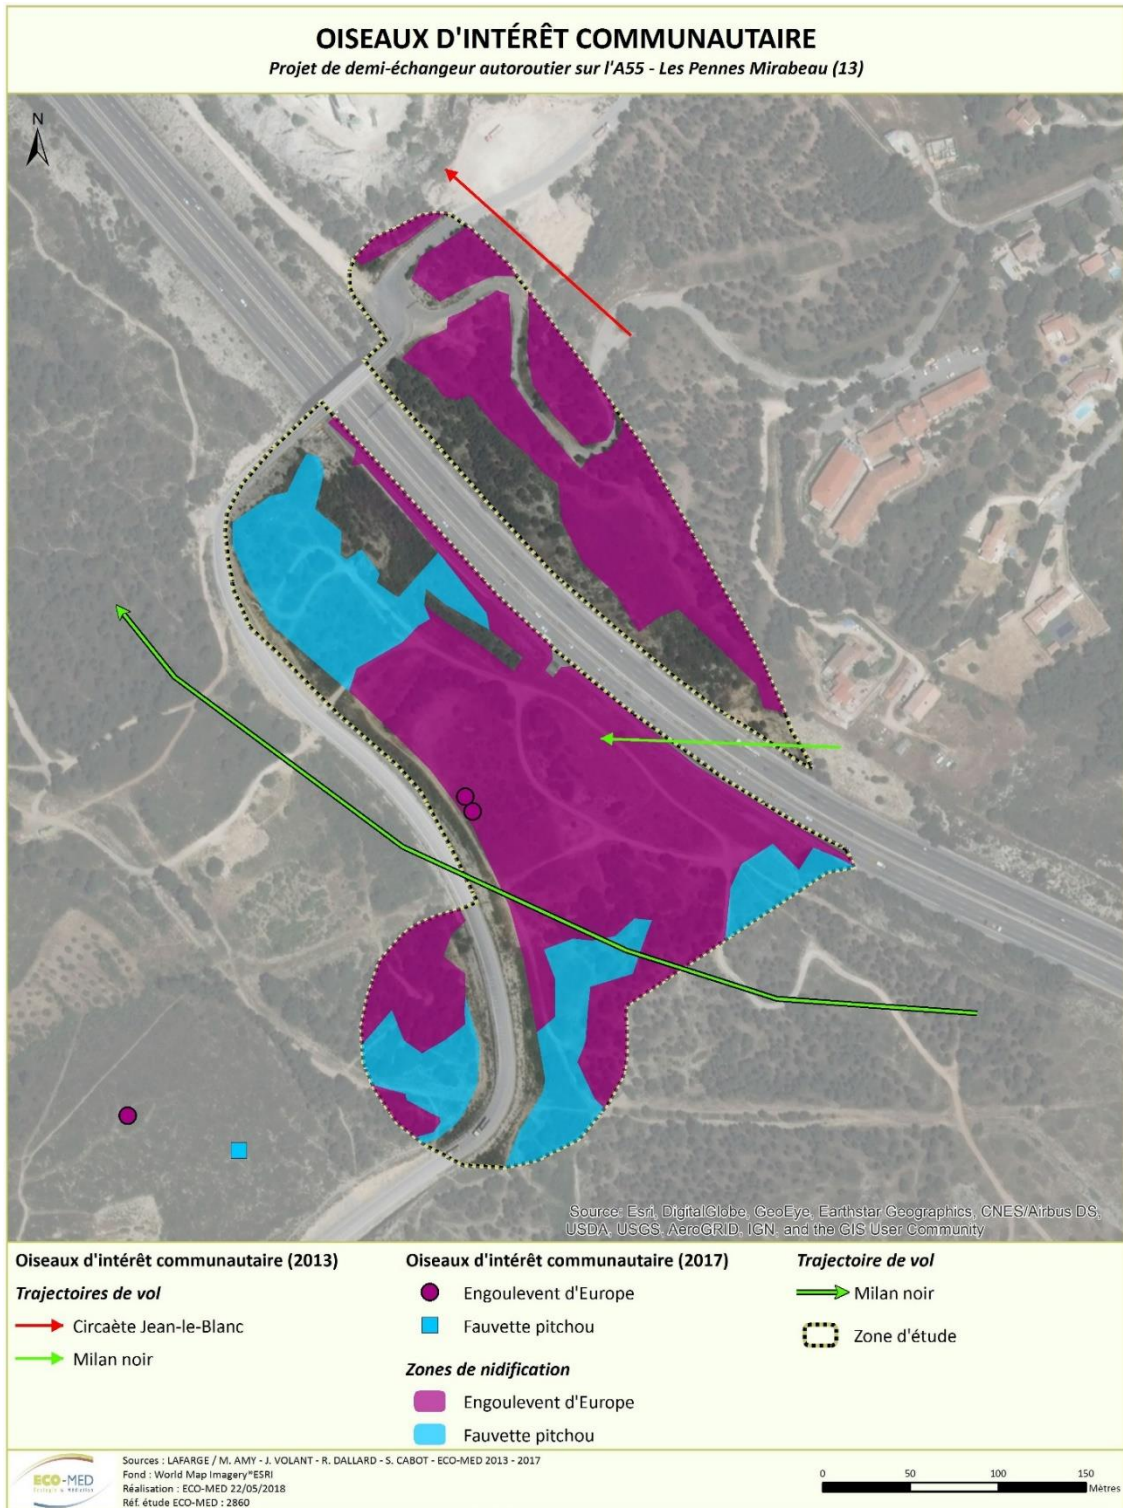 OISEAUX D'INTÉRÊT COMMUNAUTAIRE
Projet de demi-échangeur autoroutier sur l'A55 - Les Pennes Mirabeau (13)
N
Source: Esri, DigitalGlobe, GeoEye, Earthstar Geographics, CNES/Airbus DS,
USDA, USGS, AeroGRID, IGN, and the GIS User Community
Oiseaux d'intérêt communautaire (2013)
Trajectoires de vol
Circaète Jean-le-Blanc
Milan noir
Oiseaux d'intérêt communautaire (2017)
Engoulevent d'Europe
Fauvette pitchou
Zones de nidification
Engoulevent d'Europe
Fauvette pitchou
Trajectoire de vol
Milan noir
Zone d'étude
ECO-MED
Sources : LAFARGE / M. AMY - J. VOLANT - R. DALLARD - S. CABOT - ECO-MED 2013 - 2017
Fond : World Map Imagery°ESRI
Réalisation : ECO-MED 22/05/2018
Réf. étude ECO-MED : 2860
0 50 100 150
Mètres